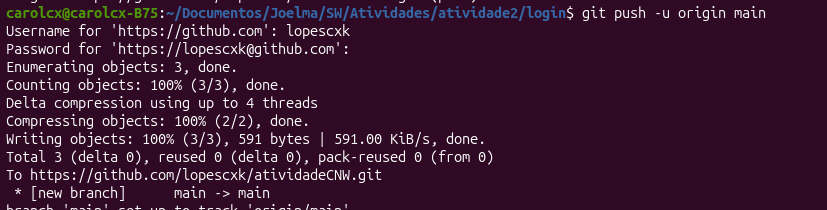 carolcx@carolcx-B75:~/Documentos/Joelma/SW/Atividades/atividade2/login$ git push -u origin main
Username for 'https://github.com': lopescxk
Password for 'https://lopescxk@github.com':
Enumerating objects: 3, done.
Counting objects: 100% (3/3), done.
Delta compression using up to 4 threads
Compressing objects: 100% (2/2), done.
Writing objects: 100% (3/3), 591 bytes | 591.00 KiB/s, done.
Total 3 (delta 0), reused 0 (delta 0), pack-reused 0 (from 0)
To https://github.com/lopescxk/atividadeCNW.git
 * [new branch]      main -> main
branch 'main' set up to track 'origin/main'